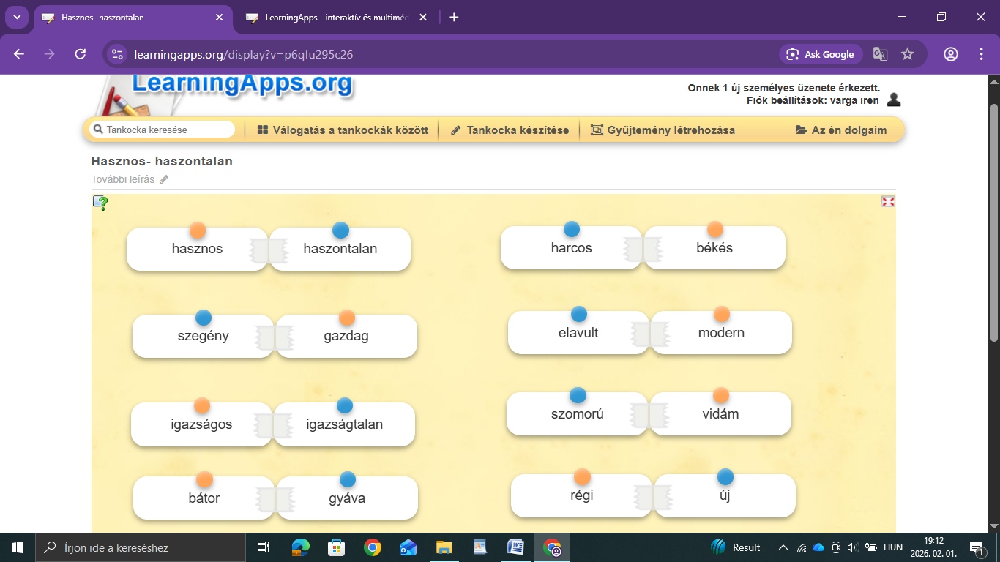 Hasznos- haszontalan
LearningApps - interaktív és multiméd
learningapps.org/display?v=p6qfu295c26
Ask Google
LearningApps.org
Önnek 1 új személyes üzenete érkezett.
Fiók beállítások: varga iren
Tankocka keresése
Válogatás a tankockák között
Tankocka készítése
Gyűjtemény létrehozása
Az én dolgaim
Hasznos- haszontalan
További leírás
hasznos
haszontalan
harcos
békés
szegény
gazdag
elavult
modern
igazságos
igazságtalan
szomorú
vidám
bátor
gyáva
régi
új
Írjon ide a kereséshez
Result
HUN
19:12
2026. 02. 01.
1